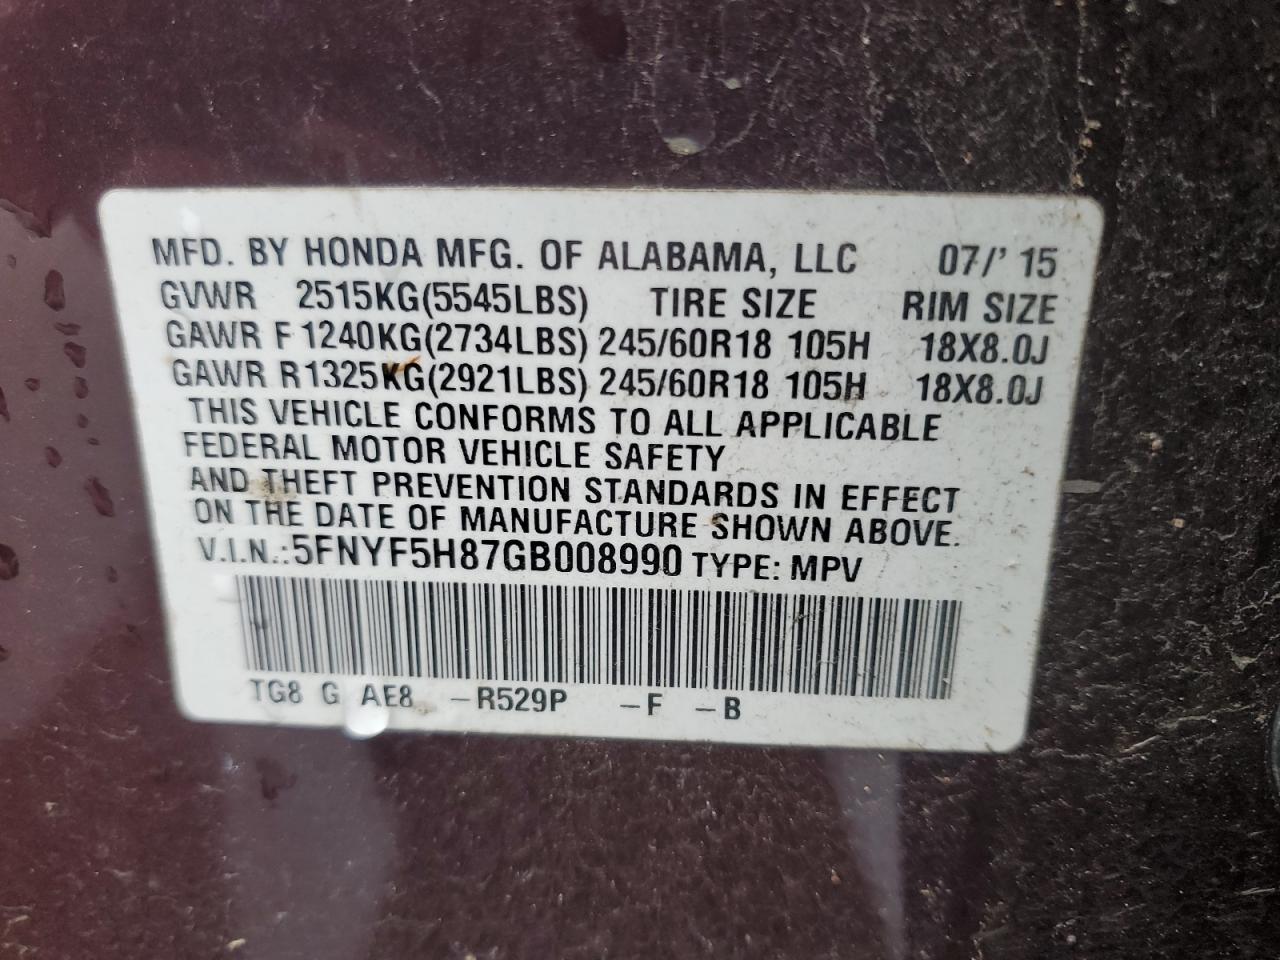 MFD. BY HONDA MFG. OF ALABAMA, LLC 07/' 15
GVWR 2515KG(5545LBS) TIRE SIZE RIM SIZE
GAWR F 1240KG(2734LBS) 245/60R18 105H 18X8.0J
GAWR R 1325KG(2921LBS) 245/60R18 105H 18X8.0J
THIS VEHICLE CONFORMS TO ALL APPLICABLE
FEDERAL MOTOR VEHICLE SAFETY
AND THEFT PREVENTION STANDARDS IN EFFECT
ON THE DATE OF MANUFACTURE SHOWN ABOVE.
V.I.N.:5FNYF5H87GB008990 TYPE: MPV
TG8 G AE8 -R529P -F -B